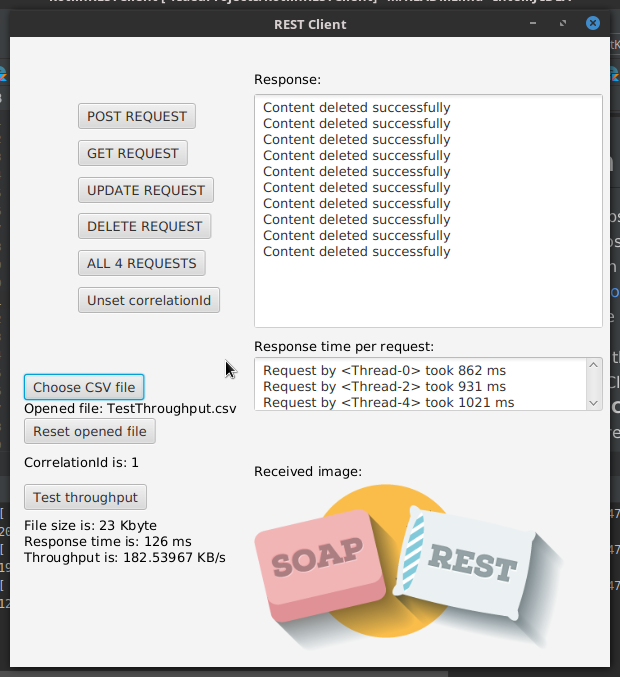 REST Client
Response:
POST REQUEST
GET REQUEST
UPDATE REQUEST
DELETE REQUEST
ALL 4 REQUESTS
Unset correlationId
Content deleted successfully
Content deleted successfully
Content deleted successfully
Content deleted successfully
Content deleted successfully
Content deleted successfully
Content deleted successfully
Content deleted successfully
Content deleted successfully
Content deleted successfully
Response time per request:
Request by <Thread-0> took 862 ms
Request by <Thread-2> took 931 ms
Request by <Thread-4> took 1021 ms
Choose CSV file
Opened file: TestThroughput.csv
Reset opened file
CorrelationId is: 1
Test throughput
File size is: 23 Kbyte
Response time is: 126 ms
Throughput is: 182.53967 KB/s
Received image:
SOAP
REST